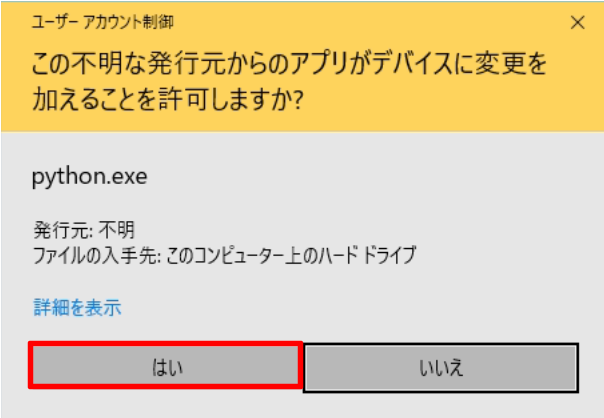 ユーザー アカウント制御
この不明な発行元からのアプリがデバイスに変更を
加えることを許可しますか?
python.exe
発行元: 不明
ファイルの入手先: このコンピューター上のハード ドライブ
詳細を表示
はい
いいえ